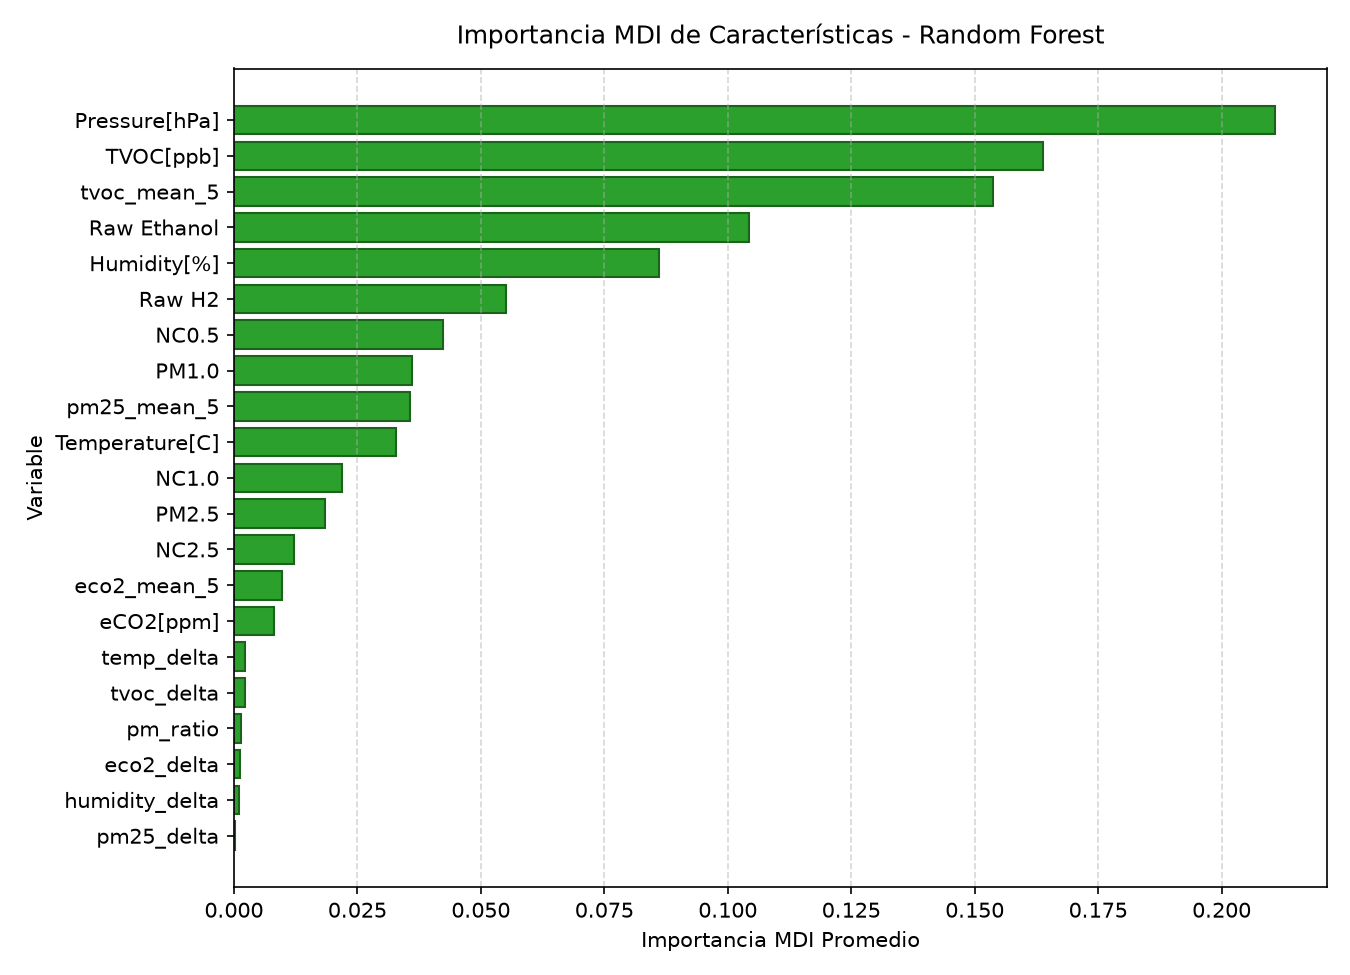 Importancia MDI de Características - Random Forest
Variable
Pressure[hPa]
TVOC[ppb]
tvoc_mean_5
Raw Ethanol
Humidity[%]
Raw H2
NC0.5
PM1.0
pm25_mean_5
Temperature[C]
NC1.0
PM2.5
NC2.5
eco2_mean_5
eCO2[ppm]
temp_delta
tvoc_delta
pm_ratio
eco2_delta
humidity_delta
pm25_delta
0.000 0.025 0.050 0.075 0.100 0.125 0.150 0.175 0.200
Importancia MDI Promedio